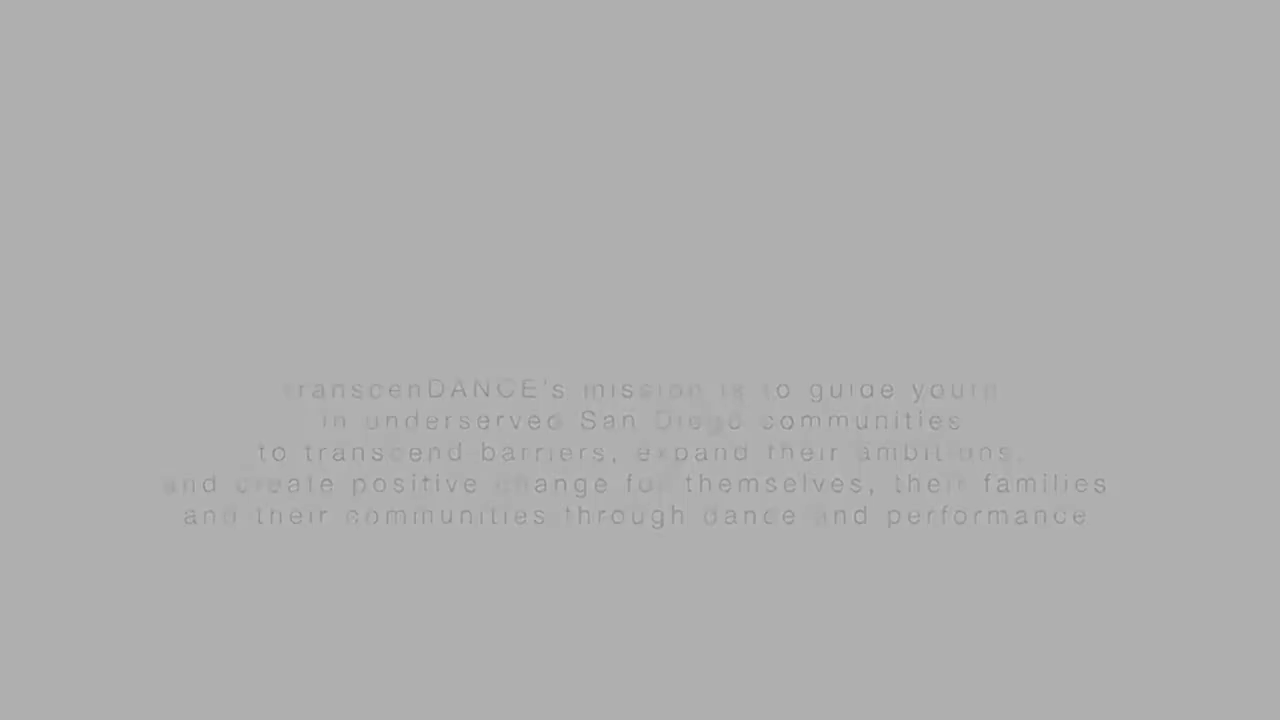 transcenDANCE's mission is to guide youth
in underserved San Diego communities
to transcend barriers, expand their ambitions,
and create positive change for themselves, their families
and their communities through dance and performance